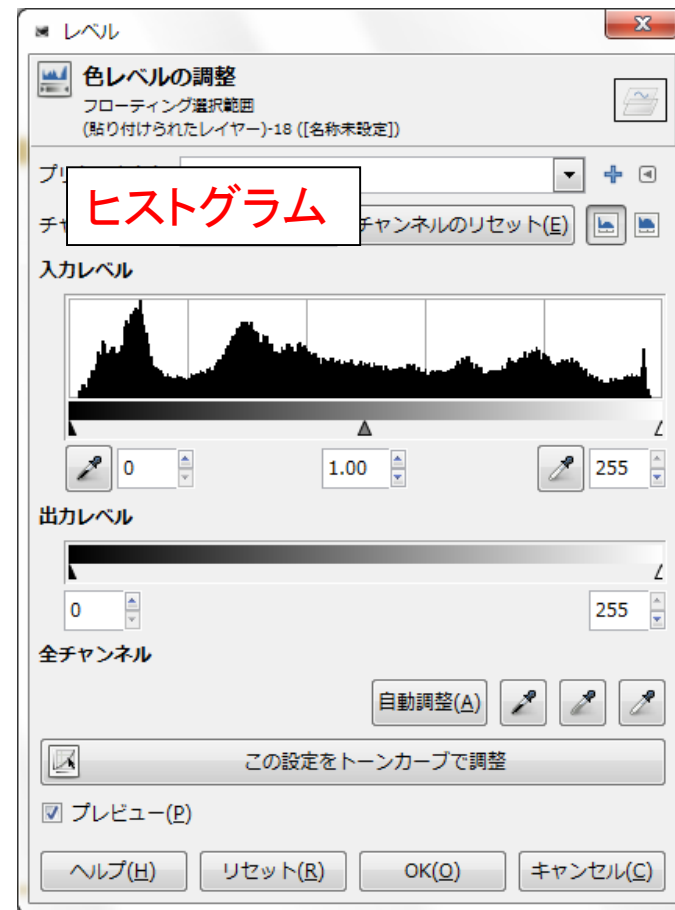 レベル
色レベルの調整
フローティング選択範囲
(貼り付けられたレイヤー)-18 ([名称未設定])
プリ
ヒストグラム
チャ
チャンネルのリセット(E)
入力レベル
0 1.00 255
出力レベル
0 255
全チャンネル
自動調整(A)
この設定をトーンカーブで調整
プレビュー(P)
ヘルプ(H) リセット(R) OK(O) キャンセル(C)